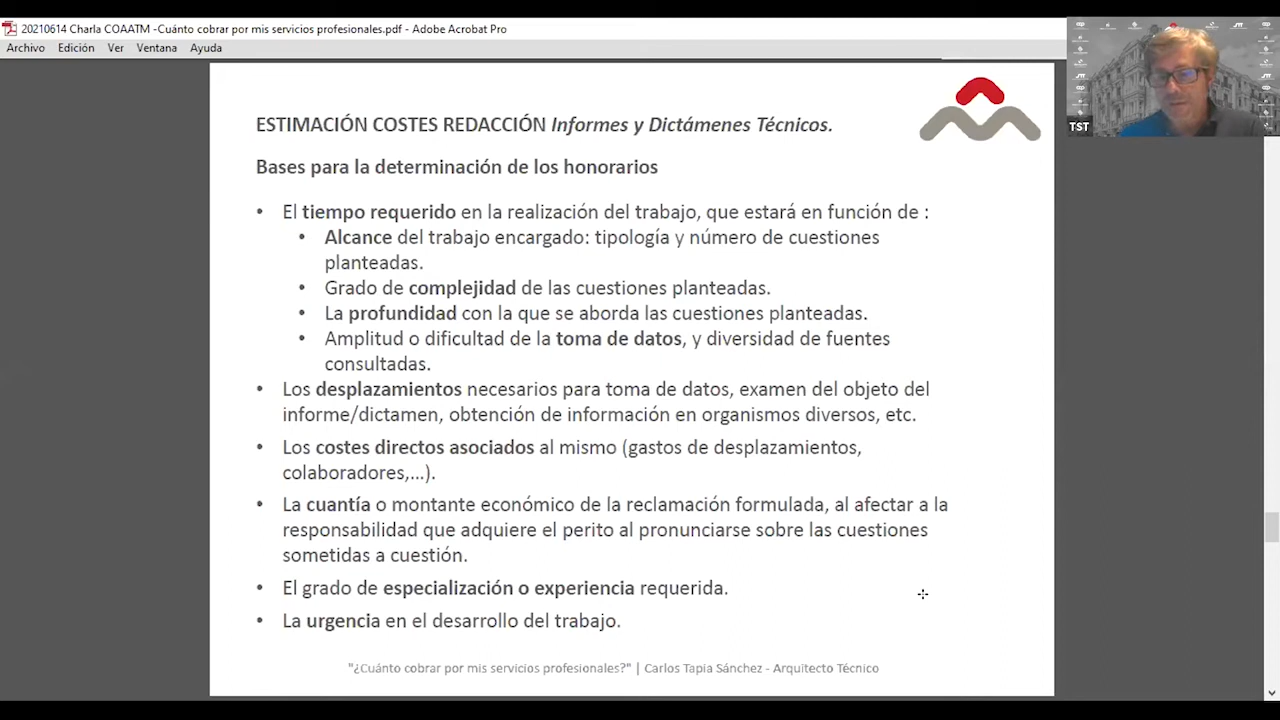 20210614 Charla COAATM -Cuánto cobrar por mis servicios profesionales.pdf - Adobe Acrobat Pro
Archivo Edición Ver Ventana Ayuda
TST
ESTIMACIÓN COSTES REDACCIÓN Informes y Dictámenes Técnicos.
Bases para la determinación de los honorarios
• El tiempo requerido en la realización del trabajo, que estará en función de :
• Alcance del trabajo encargado: tipología y número de cuestiones
planteadas.
• Grado de complejidad de las cuestiones planteadas.
• La profundidad con la que se aborda las cuestiones planteadas.
• Amplitud o dificultad de la toma de datos, y diversidad de fuentes
consultadas.
• Los desplazamientos necesarios para toma de datos, examen del objeto del
informe/dictamen, obtención de información en organismos diversos, etc.
• Los costes directos asociados al mismo (gastos de desplazamientos,
colaboradores,...).
• La cuantía o montante económico de la reclamación formulada, al afectar a la
responsabilidad que adquiere el perito al pronunciarse sobre las cuestiones
sometidas a cuestión.
• El grado de especialización o experiencia requerida.
• La urgencia en el desarrollo del trabajo.
"¿Cuánto cobrar por mis servicios profesionales?" | Carlos Tapia Sánchez - Arquitecto Técnico